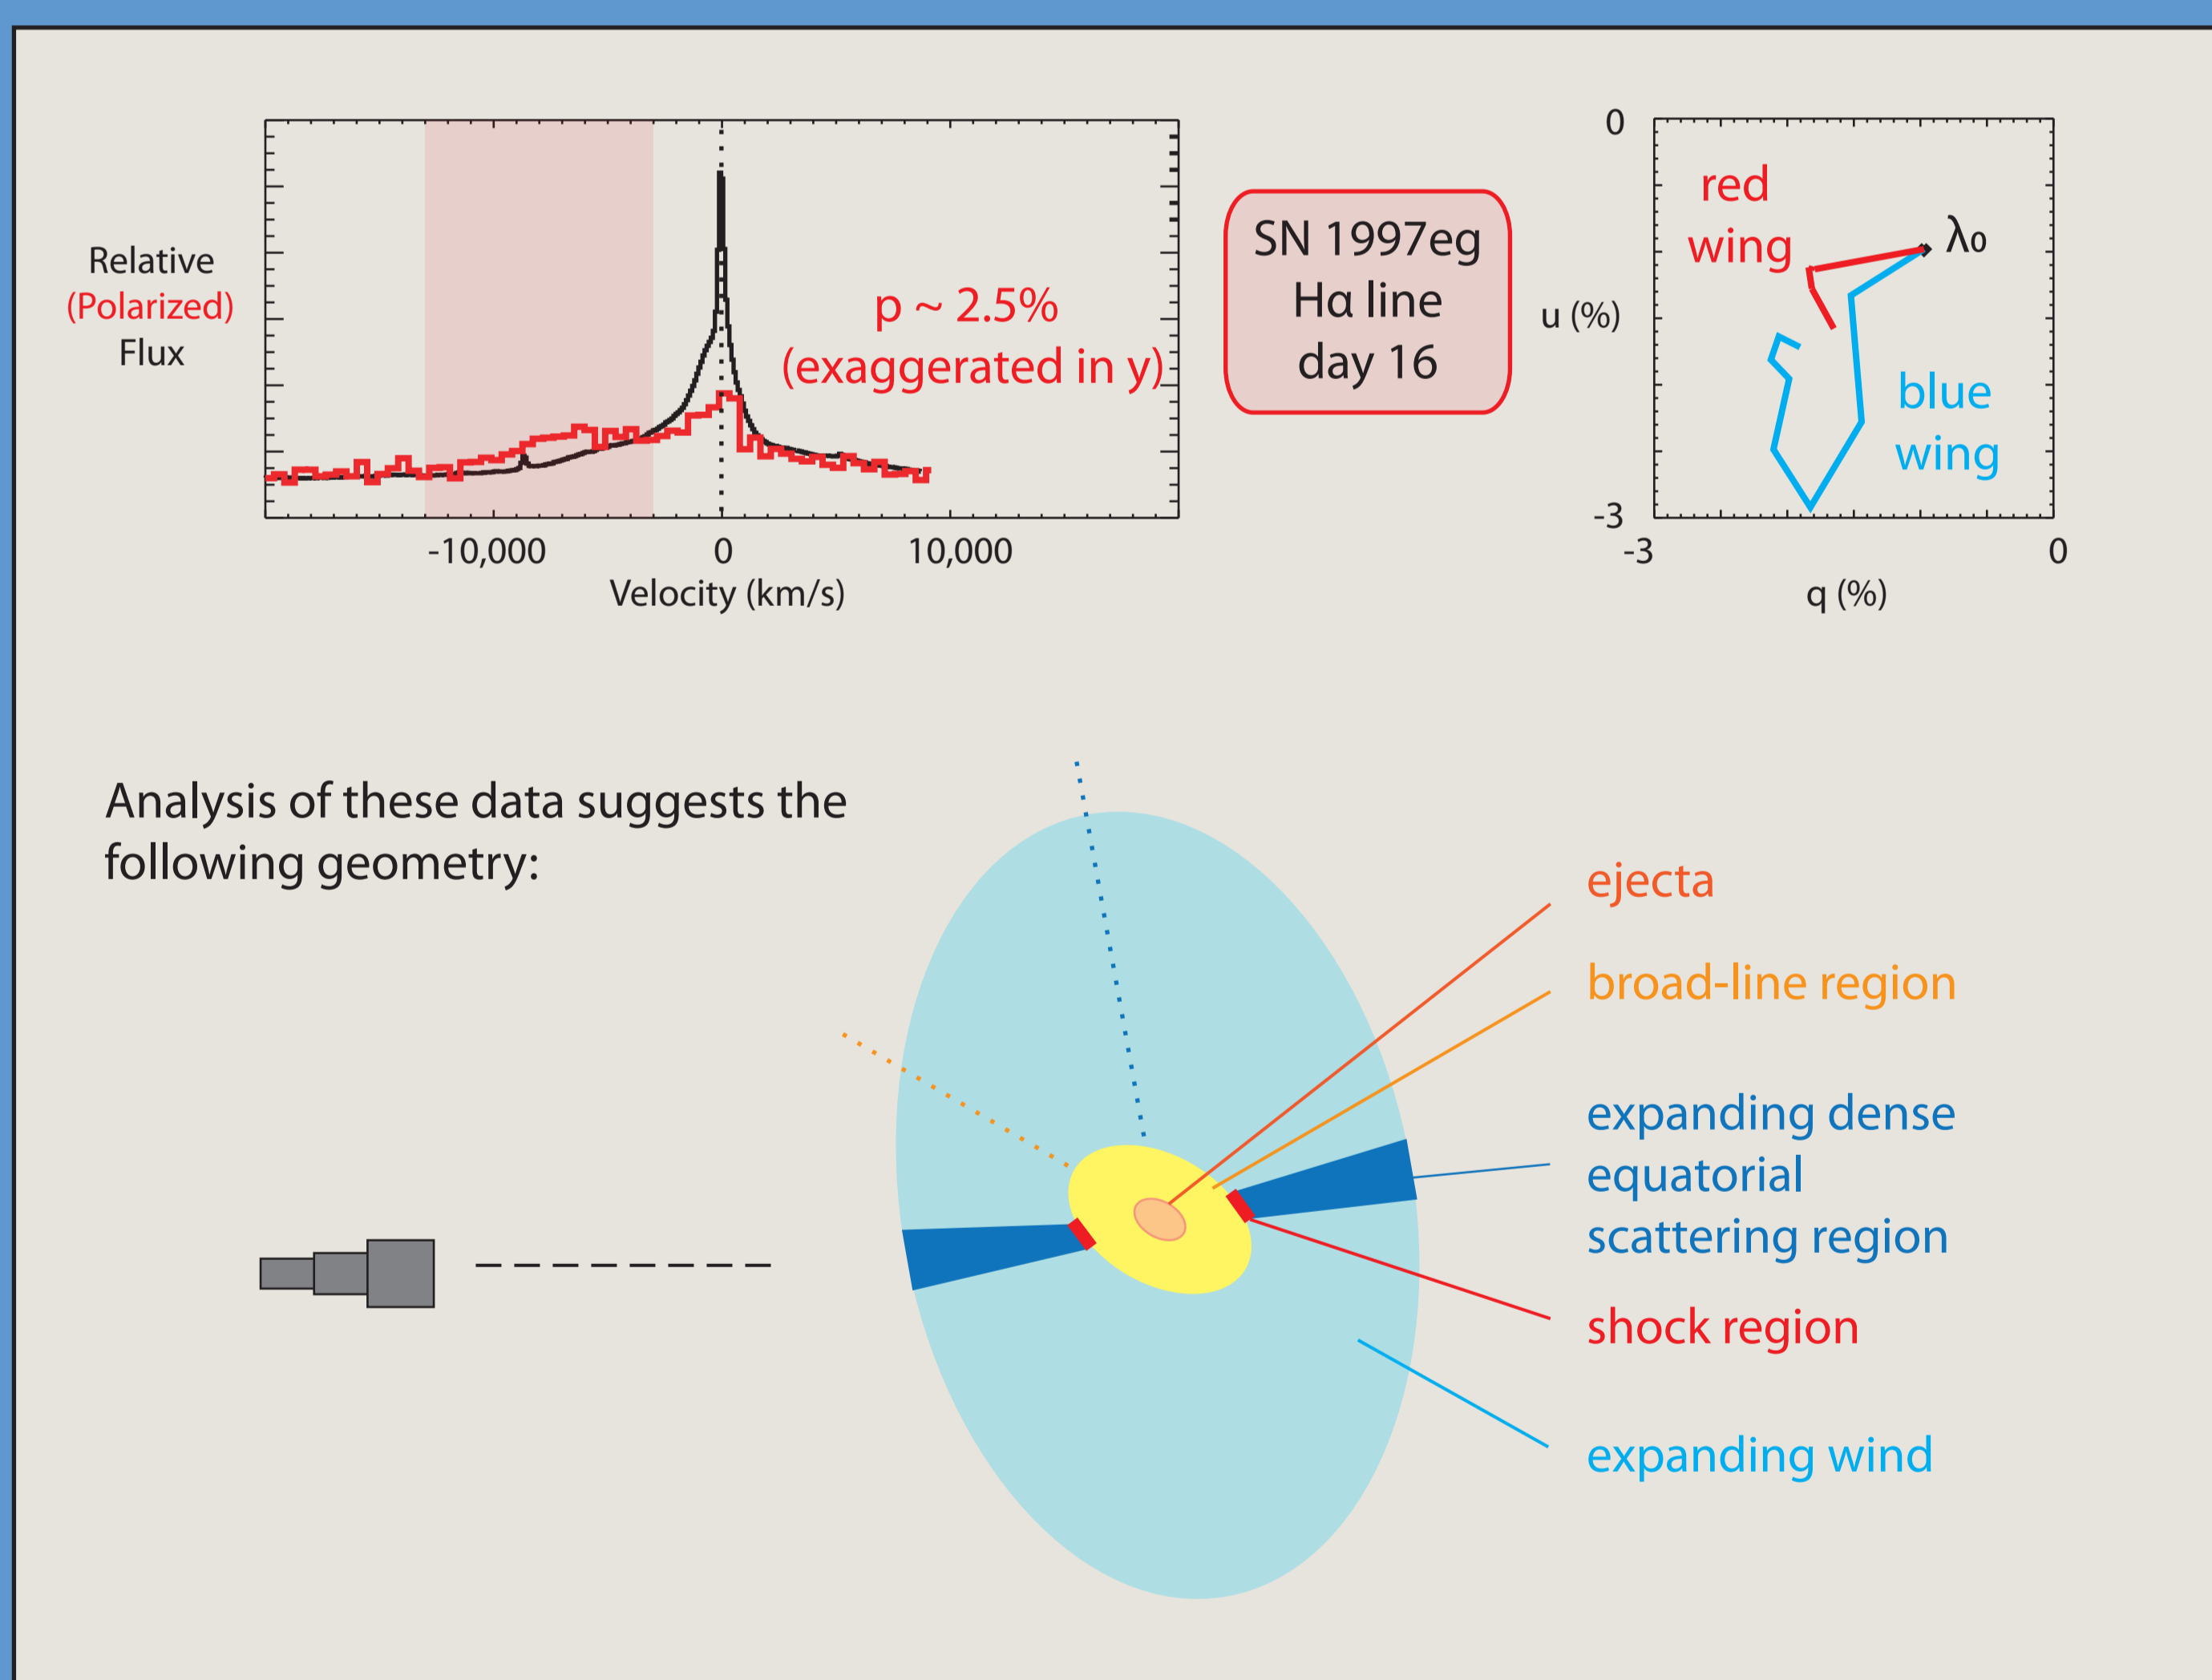 Relative
(Polarized)
Flux
p ~2.5%
(exaggerated in y)
-10,000
0
10,000
Velocity (km/s)
SN 1997eg
Hα line
day 16
0
red
wing
λ₀
u (%)
blue
wing
-3
-3
0
q (%)
Analysis of these data suggests the
following geometry:
ejecta
broad-line region
expanding dense
equatorial
scattering region
shock region
expanding wind